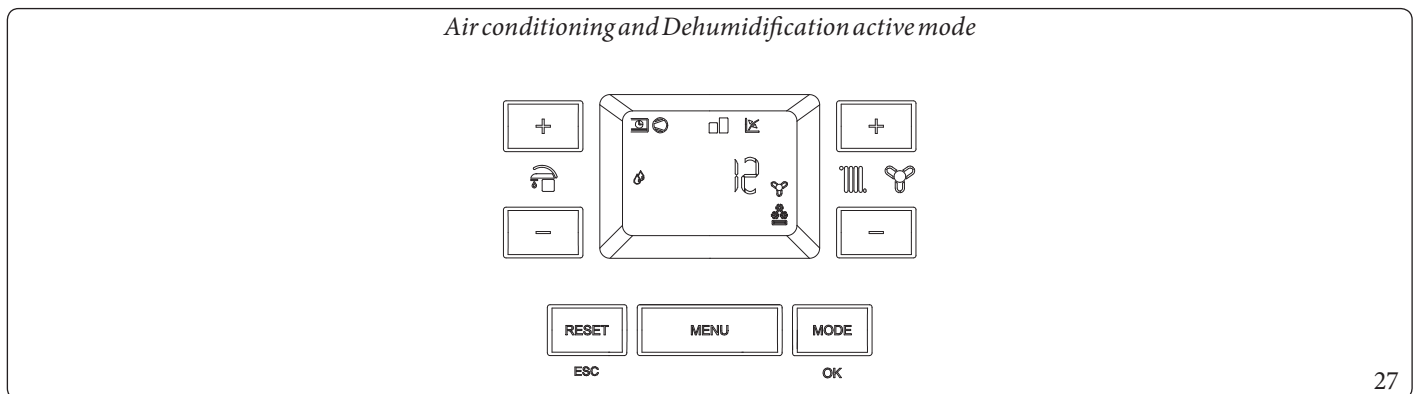 Air conditioning and Dehumidification active mode
+ +
12
- -
RESET MENU MODE
ESC OK
27